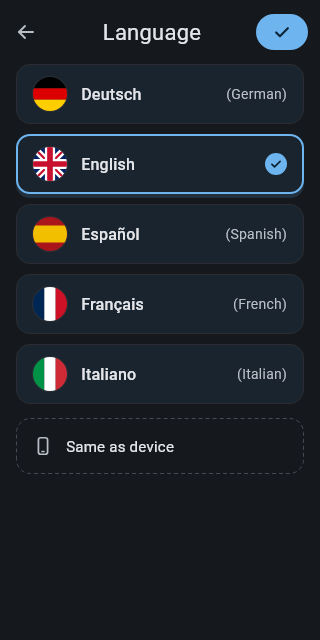 Language
Deutsch (German)
English
Español (Spanish)
Français (French)
Italiano (Italian)
Same as device